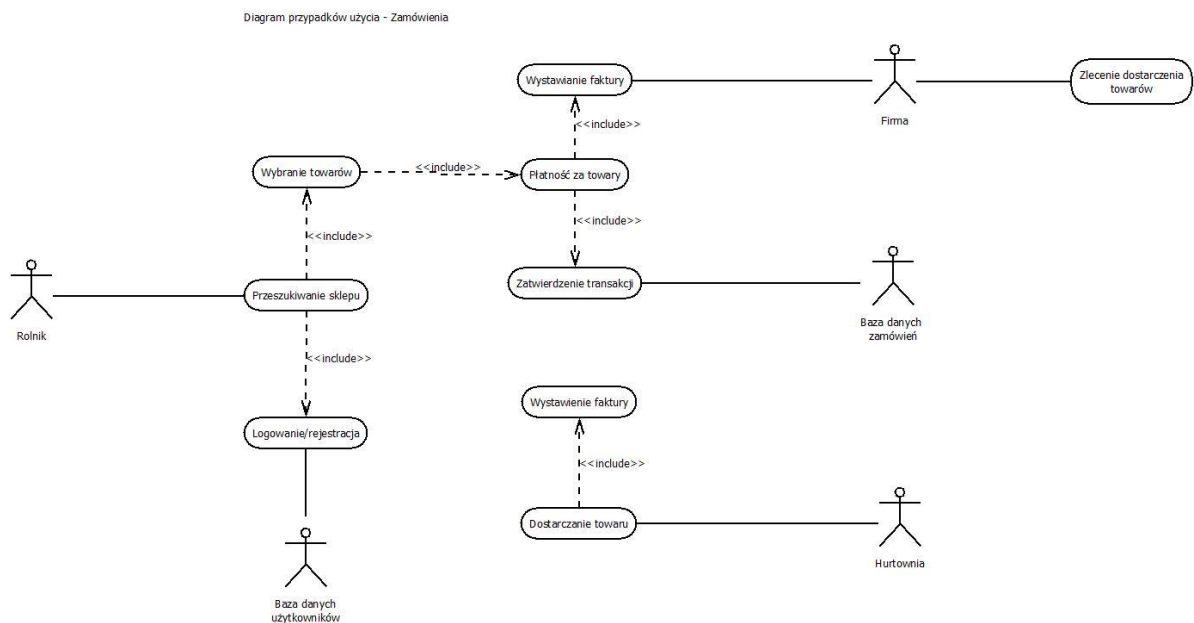 Diagram przypadków użycia - Zamówienia
Wystawianie faktury
Zlecenie dostarczenia
towarów
Firma
<<include>>
Wybranie towarów
<<include>>
Płatność za towary
<<include>>
<<include>>
Rolnik
Przeszukiwanie sklepu
Zatwierdzenie transakcji
Baza danych
zamówień
<<include>>
Wystawienie faktury
Logowanie/rejestracja
<<include>>
Dostarczanie towaru
Hurtownia
Baza danych
użytkowników